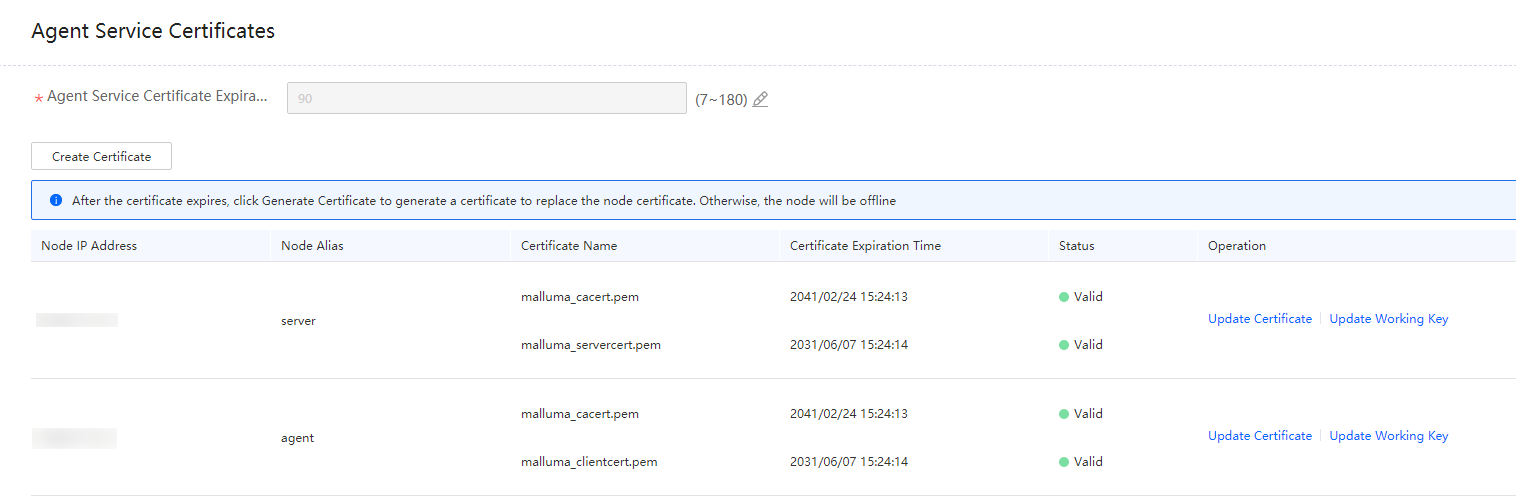 Agent Service Certificates
* Agent Service Certificate Expira... 90 (7~180)
Create Certificate
After the certificate expires, click Generate Certificate to generate a certificate to replace the node certificate. Otherwise, the node will be offline
Node IP Address Node Alias Certificate Name Certificate Expiration Time Status Operation
malluma_cacert.pem 2041/02/24 15:24:13 Valid
server Update Certificate Update Working Key
malluma_servercert.pem 2031/06/07 15:24:14 Valid
malluma_cacert.pem 2041/02/24 15:24:13 Valid
agent Update Certificate Update Working Key
malluma_clientcert.pem 2031/06/07 15:24:14 Valid